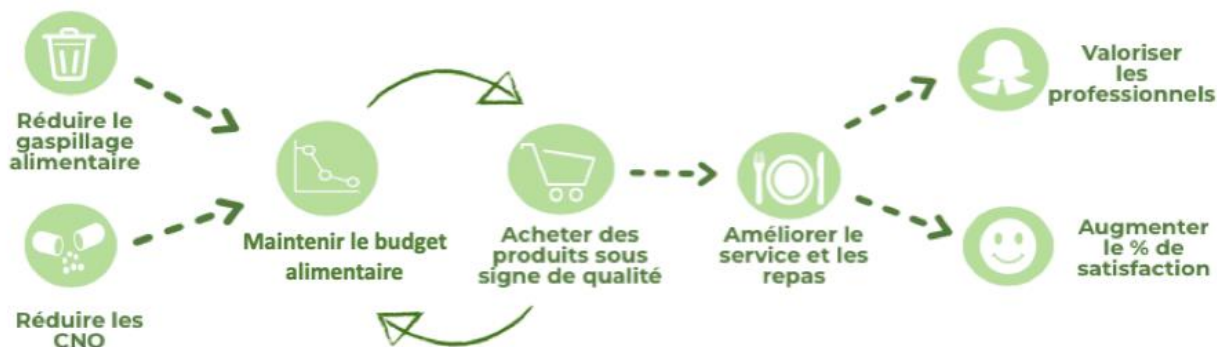 Réduire le
gaspillage
alimentaire
Réduire les
CNO
Maintenir le budget
alimentaire
Acheter des
produits sous
signe de qualité
Améliorer le
service et les
repas
Valoriser
les
professionnels
Augmenter
le % de
satisfaction